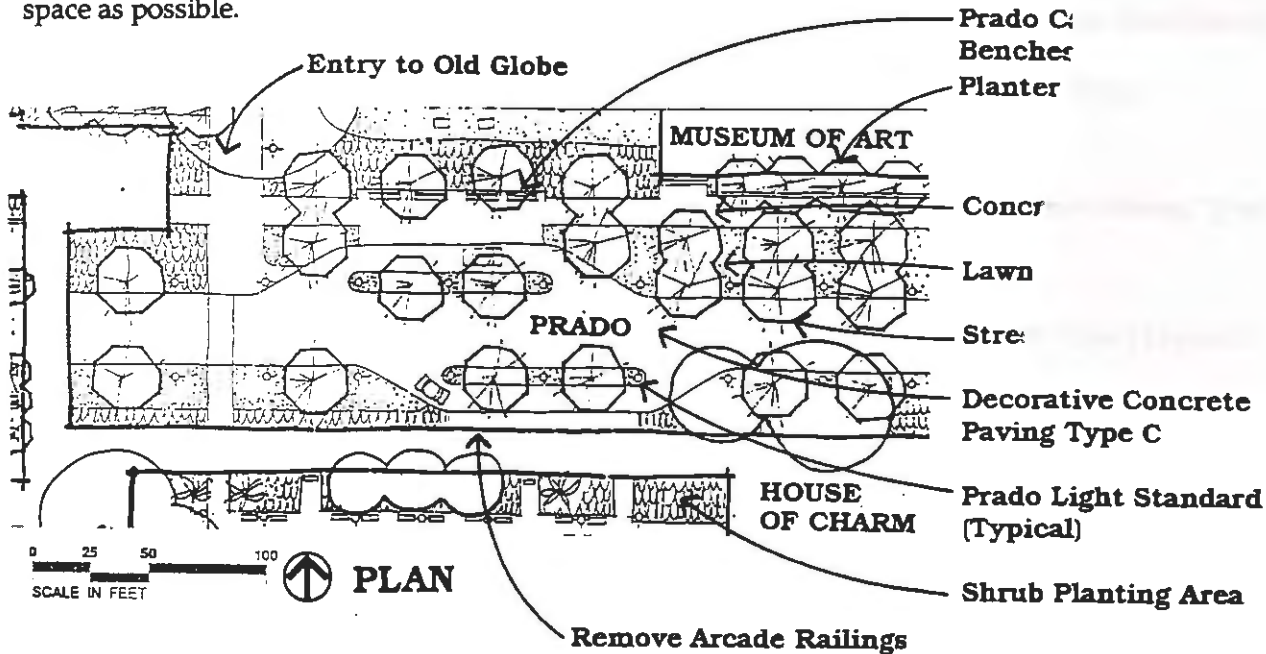 space as possible.
Prado
Benches
Entry to Old Globe
Planter
MUSEUM OF ART
Lawn
PRADO
Decorative Concrete
Paving Type C
HOUSE
OF CHARM
Prado Light Standard
(Typical)
0 25 50 100
SCALE IN FEET
PLAN
Shrub Planting Area
Remove Arcade Railings